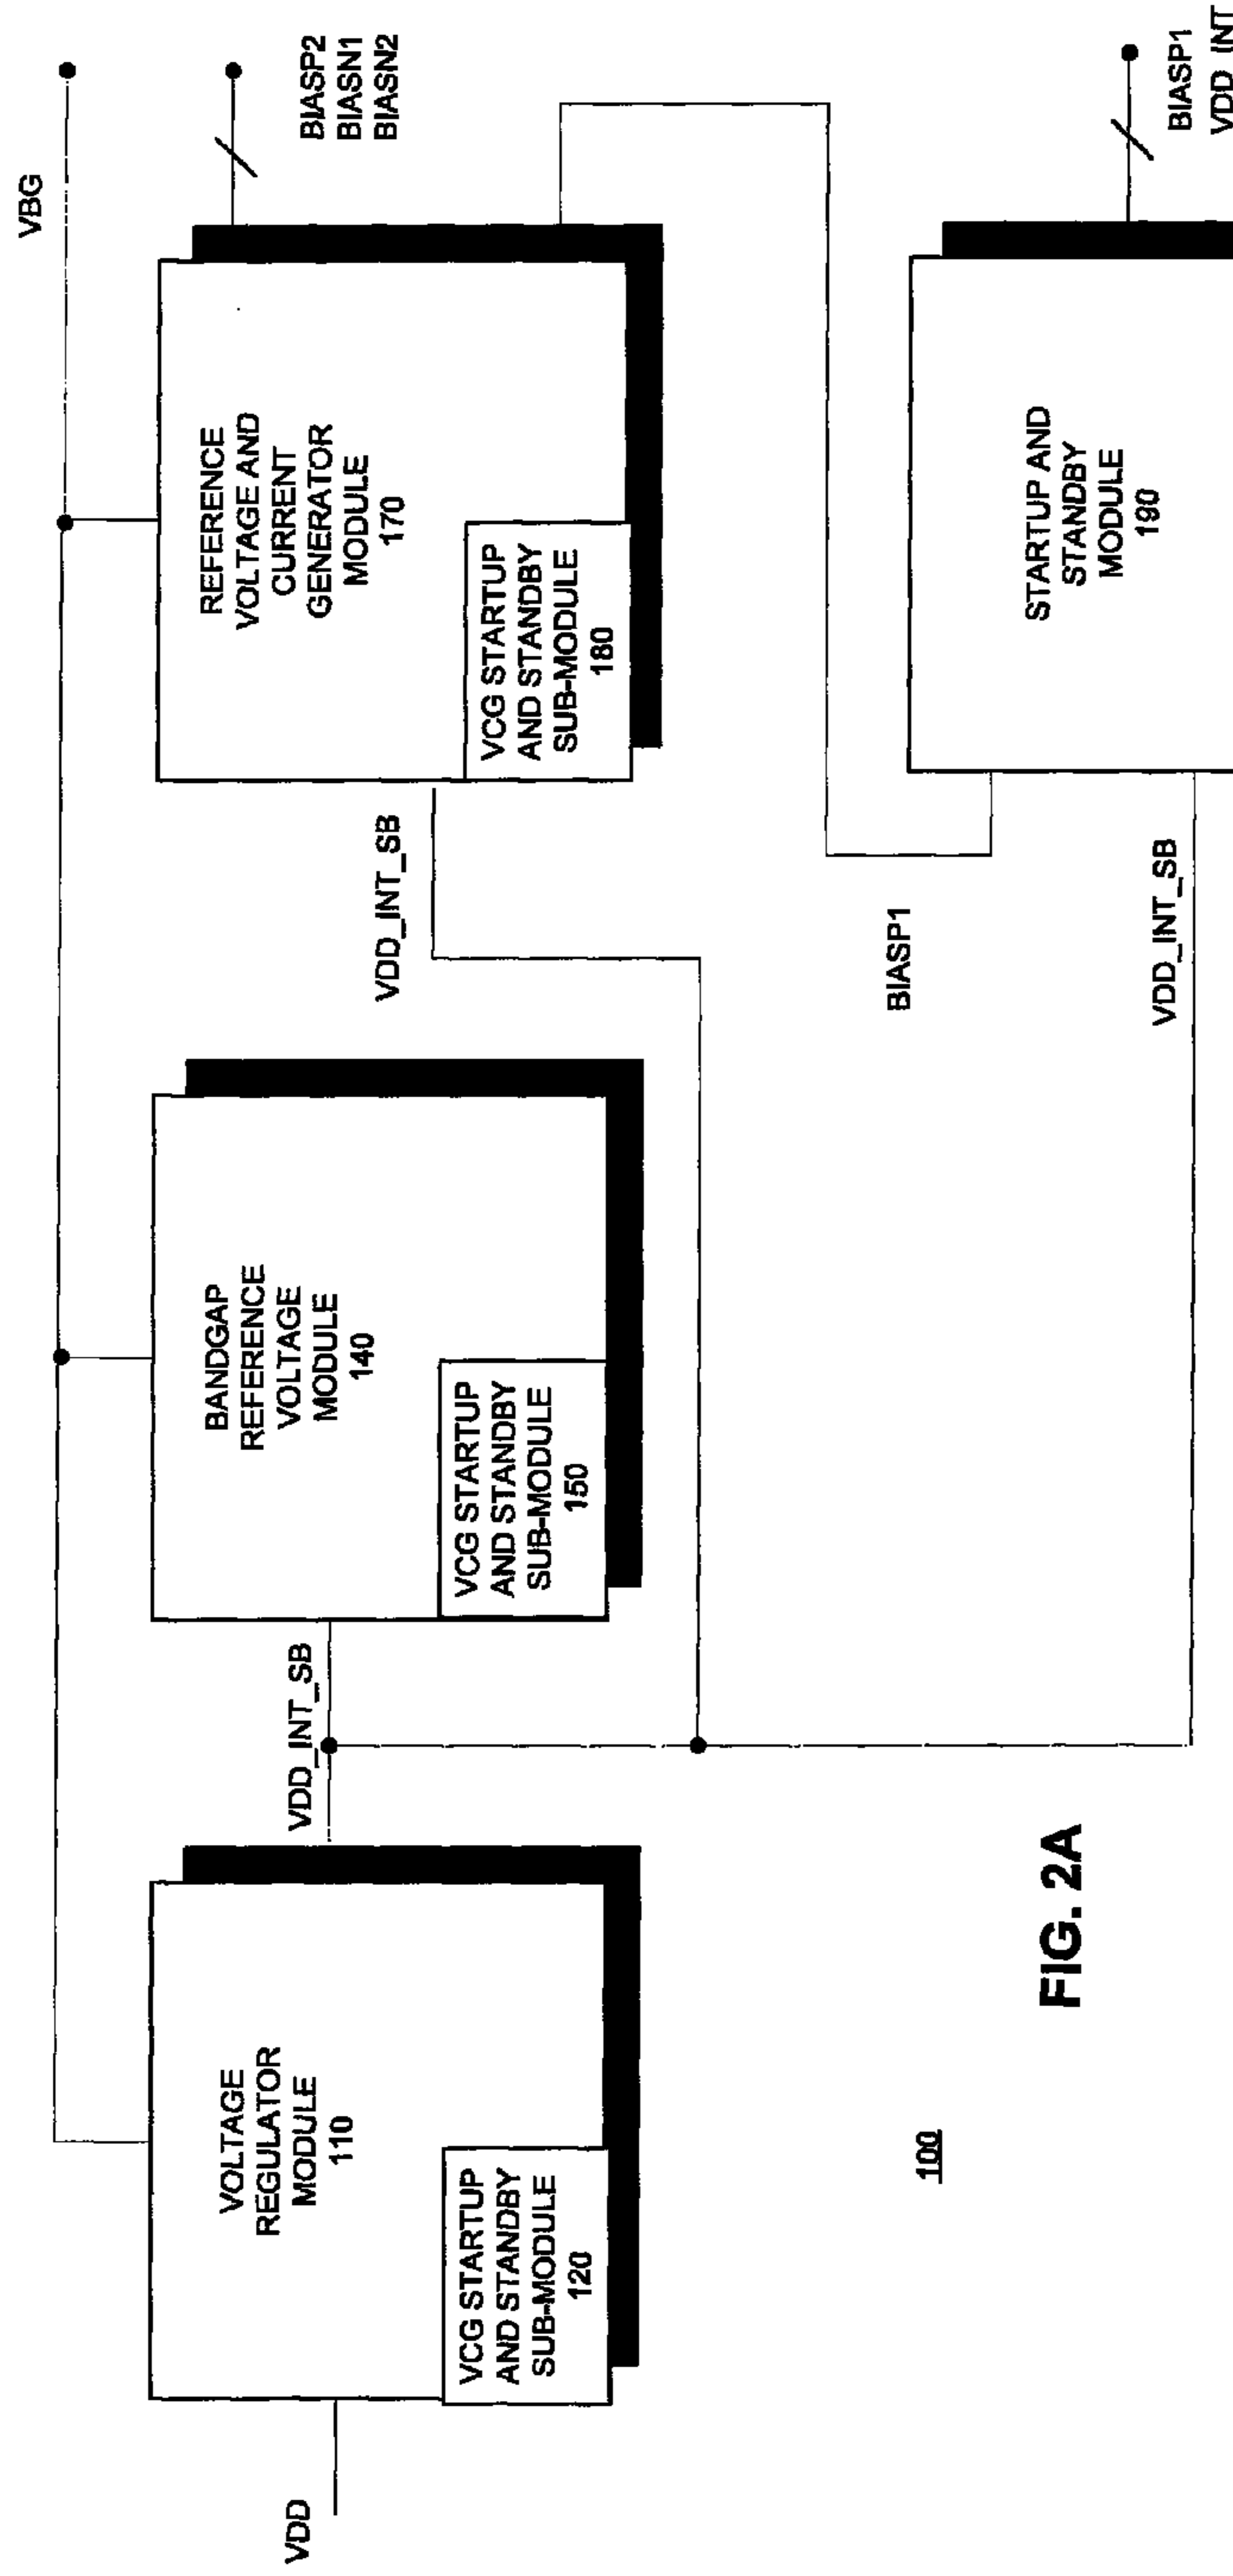 VBG
VOLTAGE
REGULATOR
MODULE
110
VCG STARTUP
AND STANDBY
SUB-MODULE
120
VDD
VDD_INT_SB
BANDGAP
REFERENCE
VOLTAGE
MODULE
140
VCG STARTUP
AND STANDBY
SUB-MODULE
150
VDD_INT_SB
REFERENCE
VOLTAGE AND
CURRENT
GENERATOR
MODULE
170
VCG STARTUP
AND STANDBY
SUB-MODULE
180
BIASP2
BIASN1
BIASN2
BIASP1
VDD_INT_SB
STARTUP AND
STANDBY
MODULE
190
BIASP1
VDD_INT
100
FIG. 2A